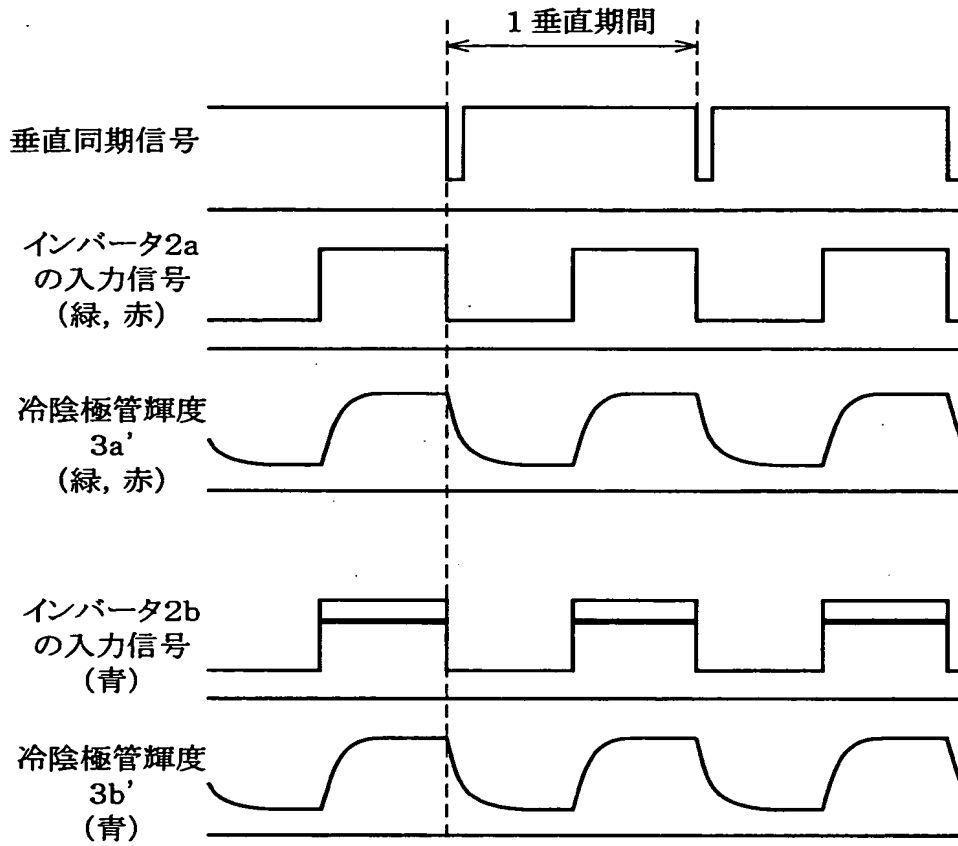 1 垂直期間
垂直同期信号
インバータ2a
の入力信号
(緑, 赤)
冷陰極管輝度
3a'
(緑, 赤)
インバータ2b
の入力信号
(青)
冷陰極管輝度
3b'
(青)